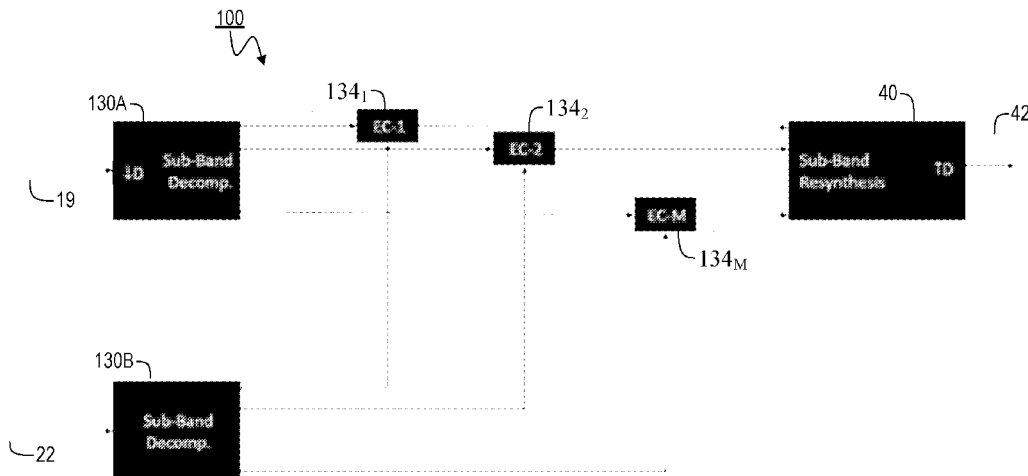 100
130A
134₁
134₂
40
42
EC-1
EC-2
TD Sub-Band
Decomp.
Sub-Band
Resynthesis
TD
19
EC-M
134M
130B
Sub-Band
Decomp.
22